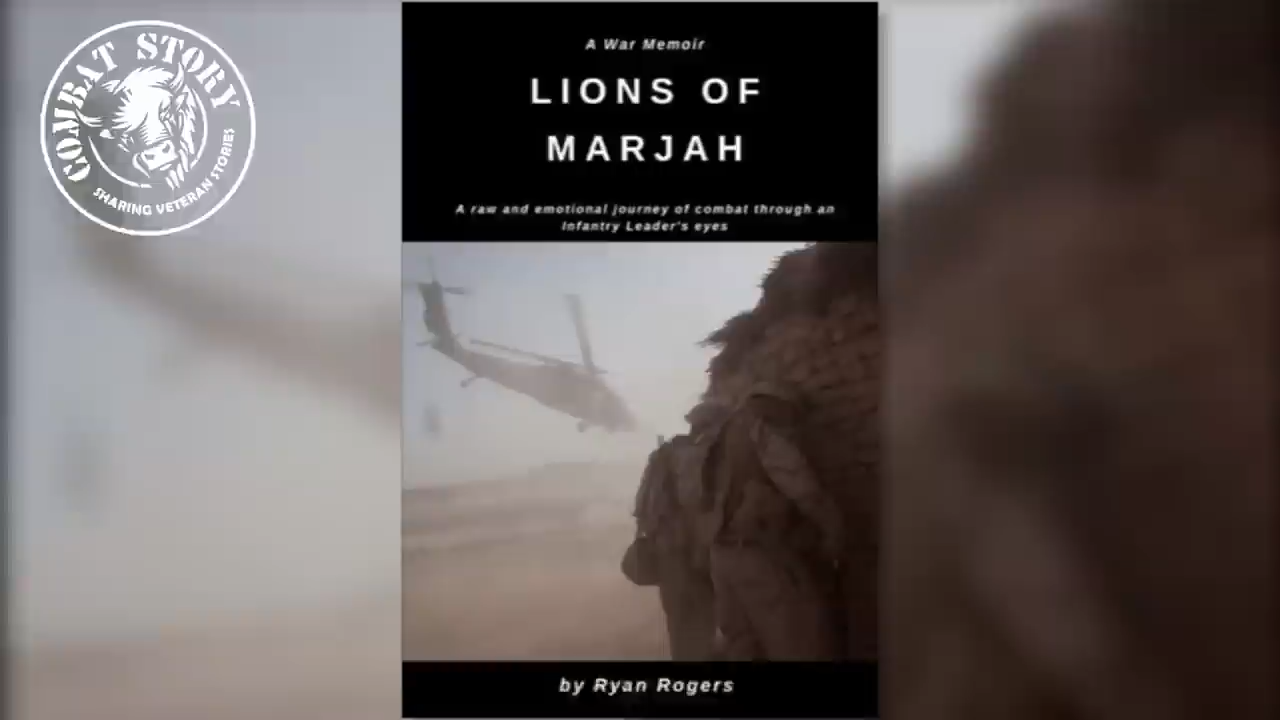 COMBAT STORY
SHARING VETERAN STORIES
A War Memoir
LIONS OF
MARJAH
A raw and emotional journey of combat through an
Infantry Leader's eyes
by Ryan Rogers